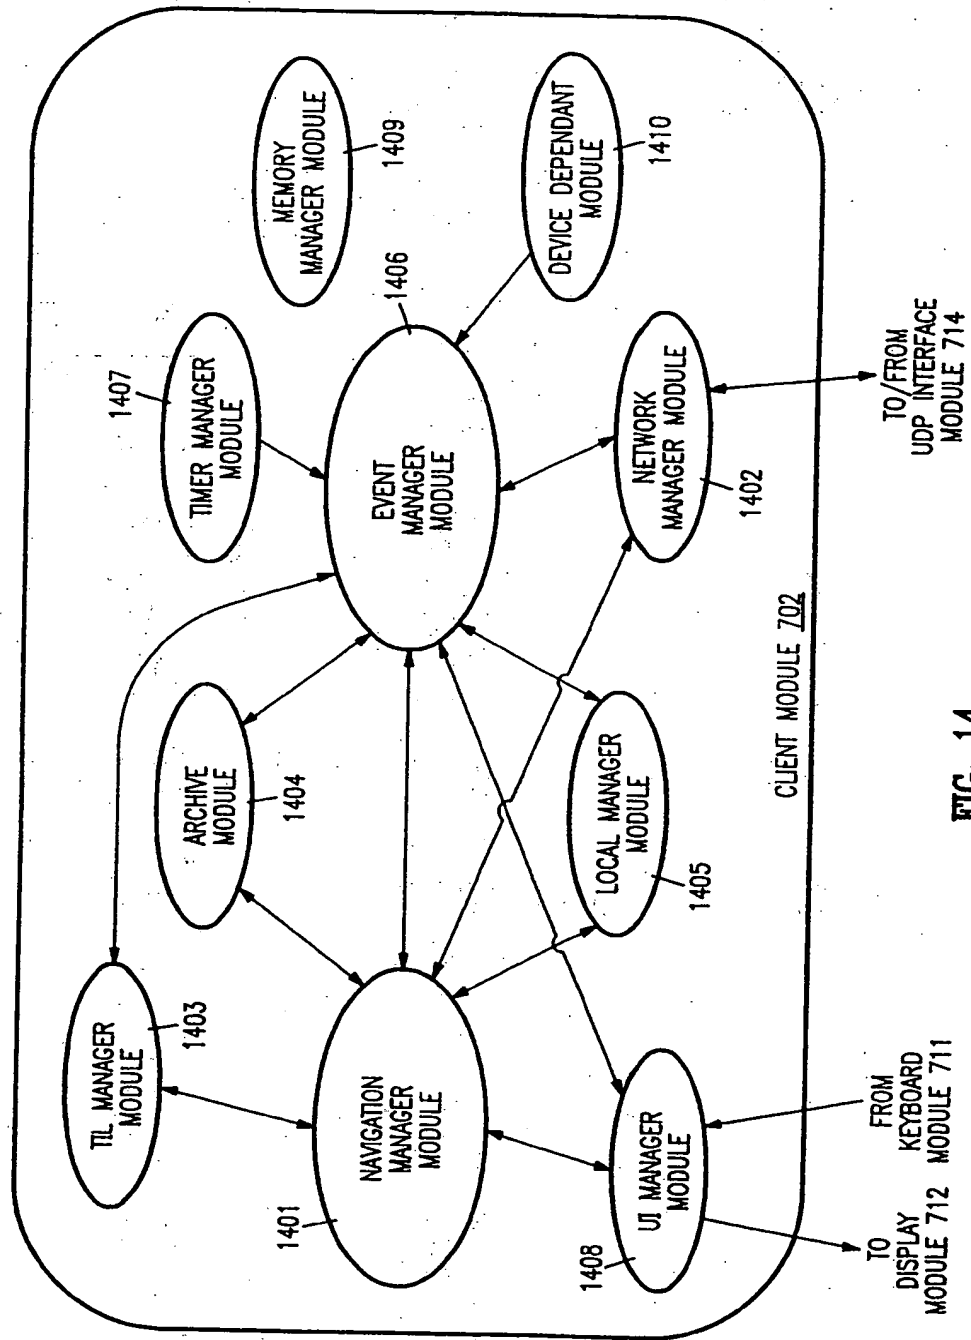 TIL MANAGER
MODULE
1403
ARCHIVE
MODULE
1404
TIMER MANAGER
MODULE
1407
MEMORY
MANAGER MODULE
1409
NAVIGATION
MANAGER
MODULE
1401
EVENT
MANAGER
MODULE
1406
UI MANAGER
MODULE
1408
LOCAL MANAGER
MODULE
1405
NETWORK
MANAGER MODULE
1402
DEVICE DEPENDANT
MODULE
1410
CLIENT MODULE 702
TO
DISPLAY
MODULE 712
FROM
KEYBOARD
MODULE 711
TO/FROM
UDP INTERFACE
MODULE 714
FIG. 14